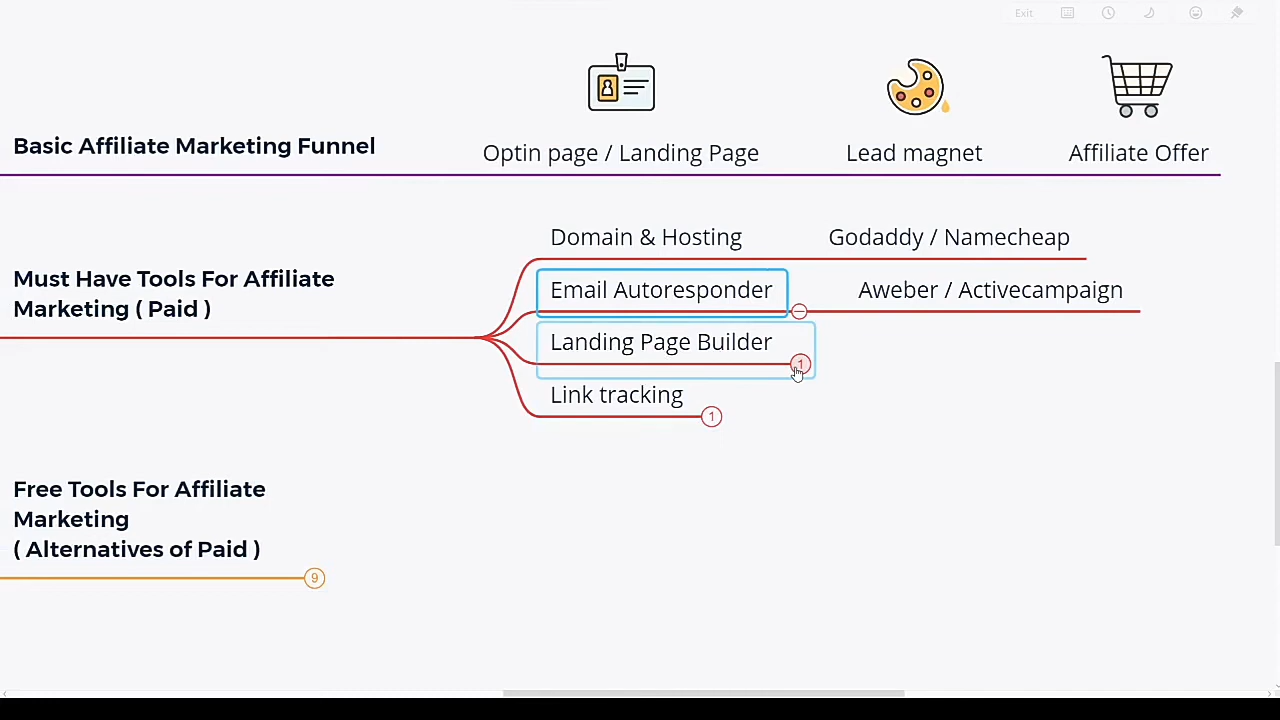 Exit
Basic Affiliate Marketing Funnel
Optin page / Landing Page
Lead magnet
Affiliate Offer
Must Have Tools For Affiliate
Marketing ( Paid )
Domain & Hosting
Godaddy / Namecheap
Email Autoresponder
Aweber / Activecampaign
Landing Page Builder
1
Link tracking
1
Free Tools For Affiliate
Marketing
( Alternatives of Paid )
9